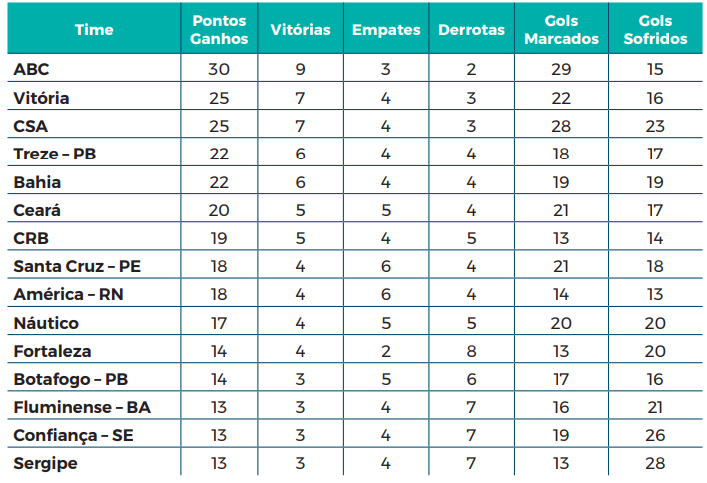 Time Pontos Ganhos Vitórias Empates Derrotas Gols Marcados Gols Sofridos
ABC 30 9 3 2 29 15
Vitória 25 7 4 3 22 16
CSA 25 7 4 3 28 23
Treze – PB 22 6 4 4 18 17
Bahia 22 6 4 4 19 19
Ceará 20 5 5 4 21 17
CRB 19 5 4 5 13 14
Santa Cruz – PE 18 4 6 4 21 18
América – RN 18 4 6 4 14 13
Náutico 17 4 5 5 20 20
Fortaleza 14 4 2 8 13 20
Botafogo – PB 14 3 5 6 17 16
Fluminense – BA 13 3 4 7 16 21
Confiança – SE 13 3 4 7 19 26
Sergipe 13 3 4 7 13 28